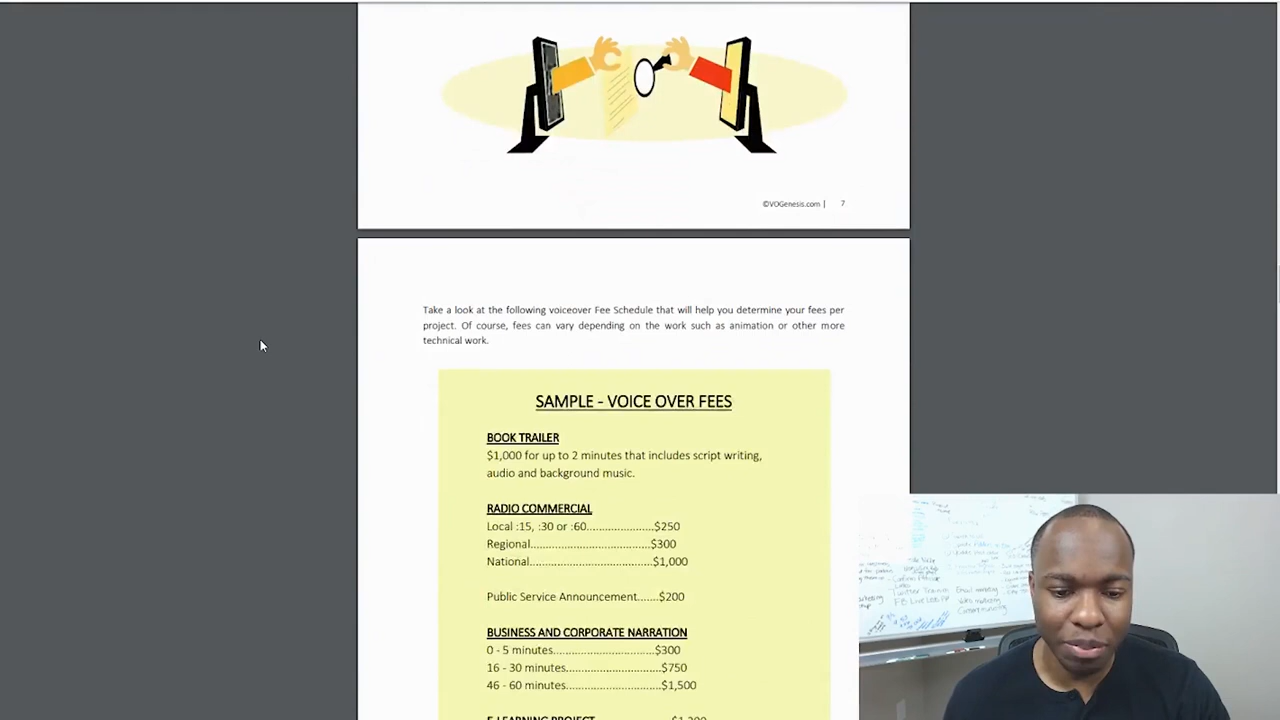 ©VOGenesis.com | 7
Take a look at the following voiceover Fee Schedule that will help you determine your fees per
project. Of course, fees can vary depending on the work such as animation or other more
technical work.
SAMPLE - VOICE OVER FEES
BOOK TRAILER
$1,000 for up to 2 minutes that includes script writing,
audio and background music.
RADIO COMMERCIAL
Local :15, :30 or :60.....................$250
Regional.....................................$300
National......................................$1,000
Public Service Announcement.......$200
BUSINESS AND CORPORATE NARRATION
0 - 5 minutes...............................$300
16 - 30 minutes............................$750
46 - 60 minutes............................$1,500
Email marketing
Video marketing